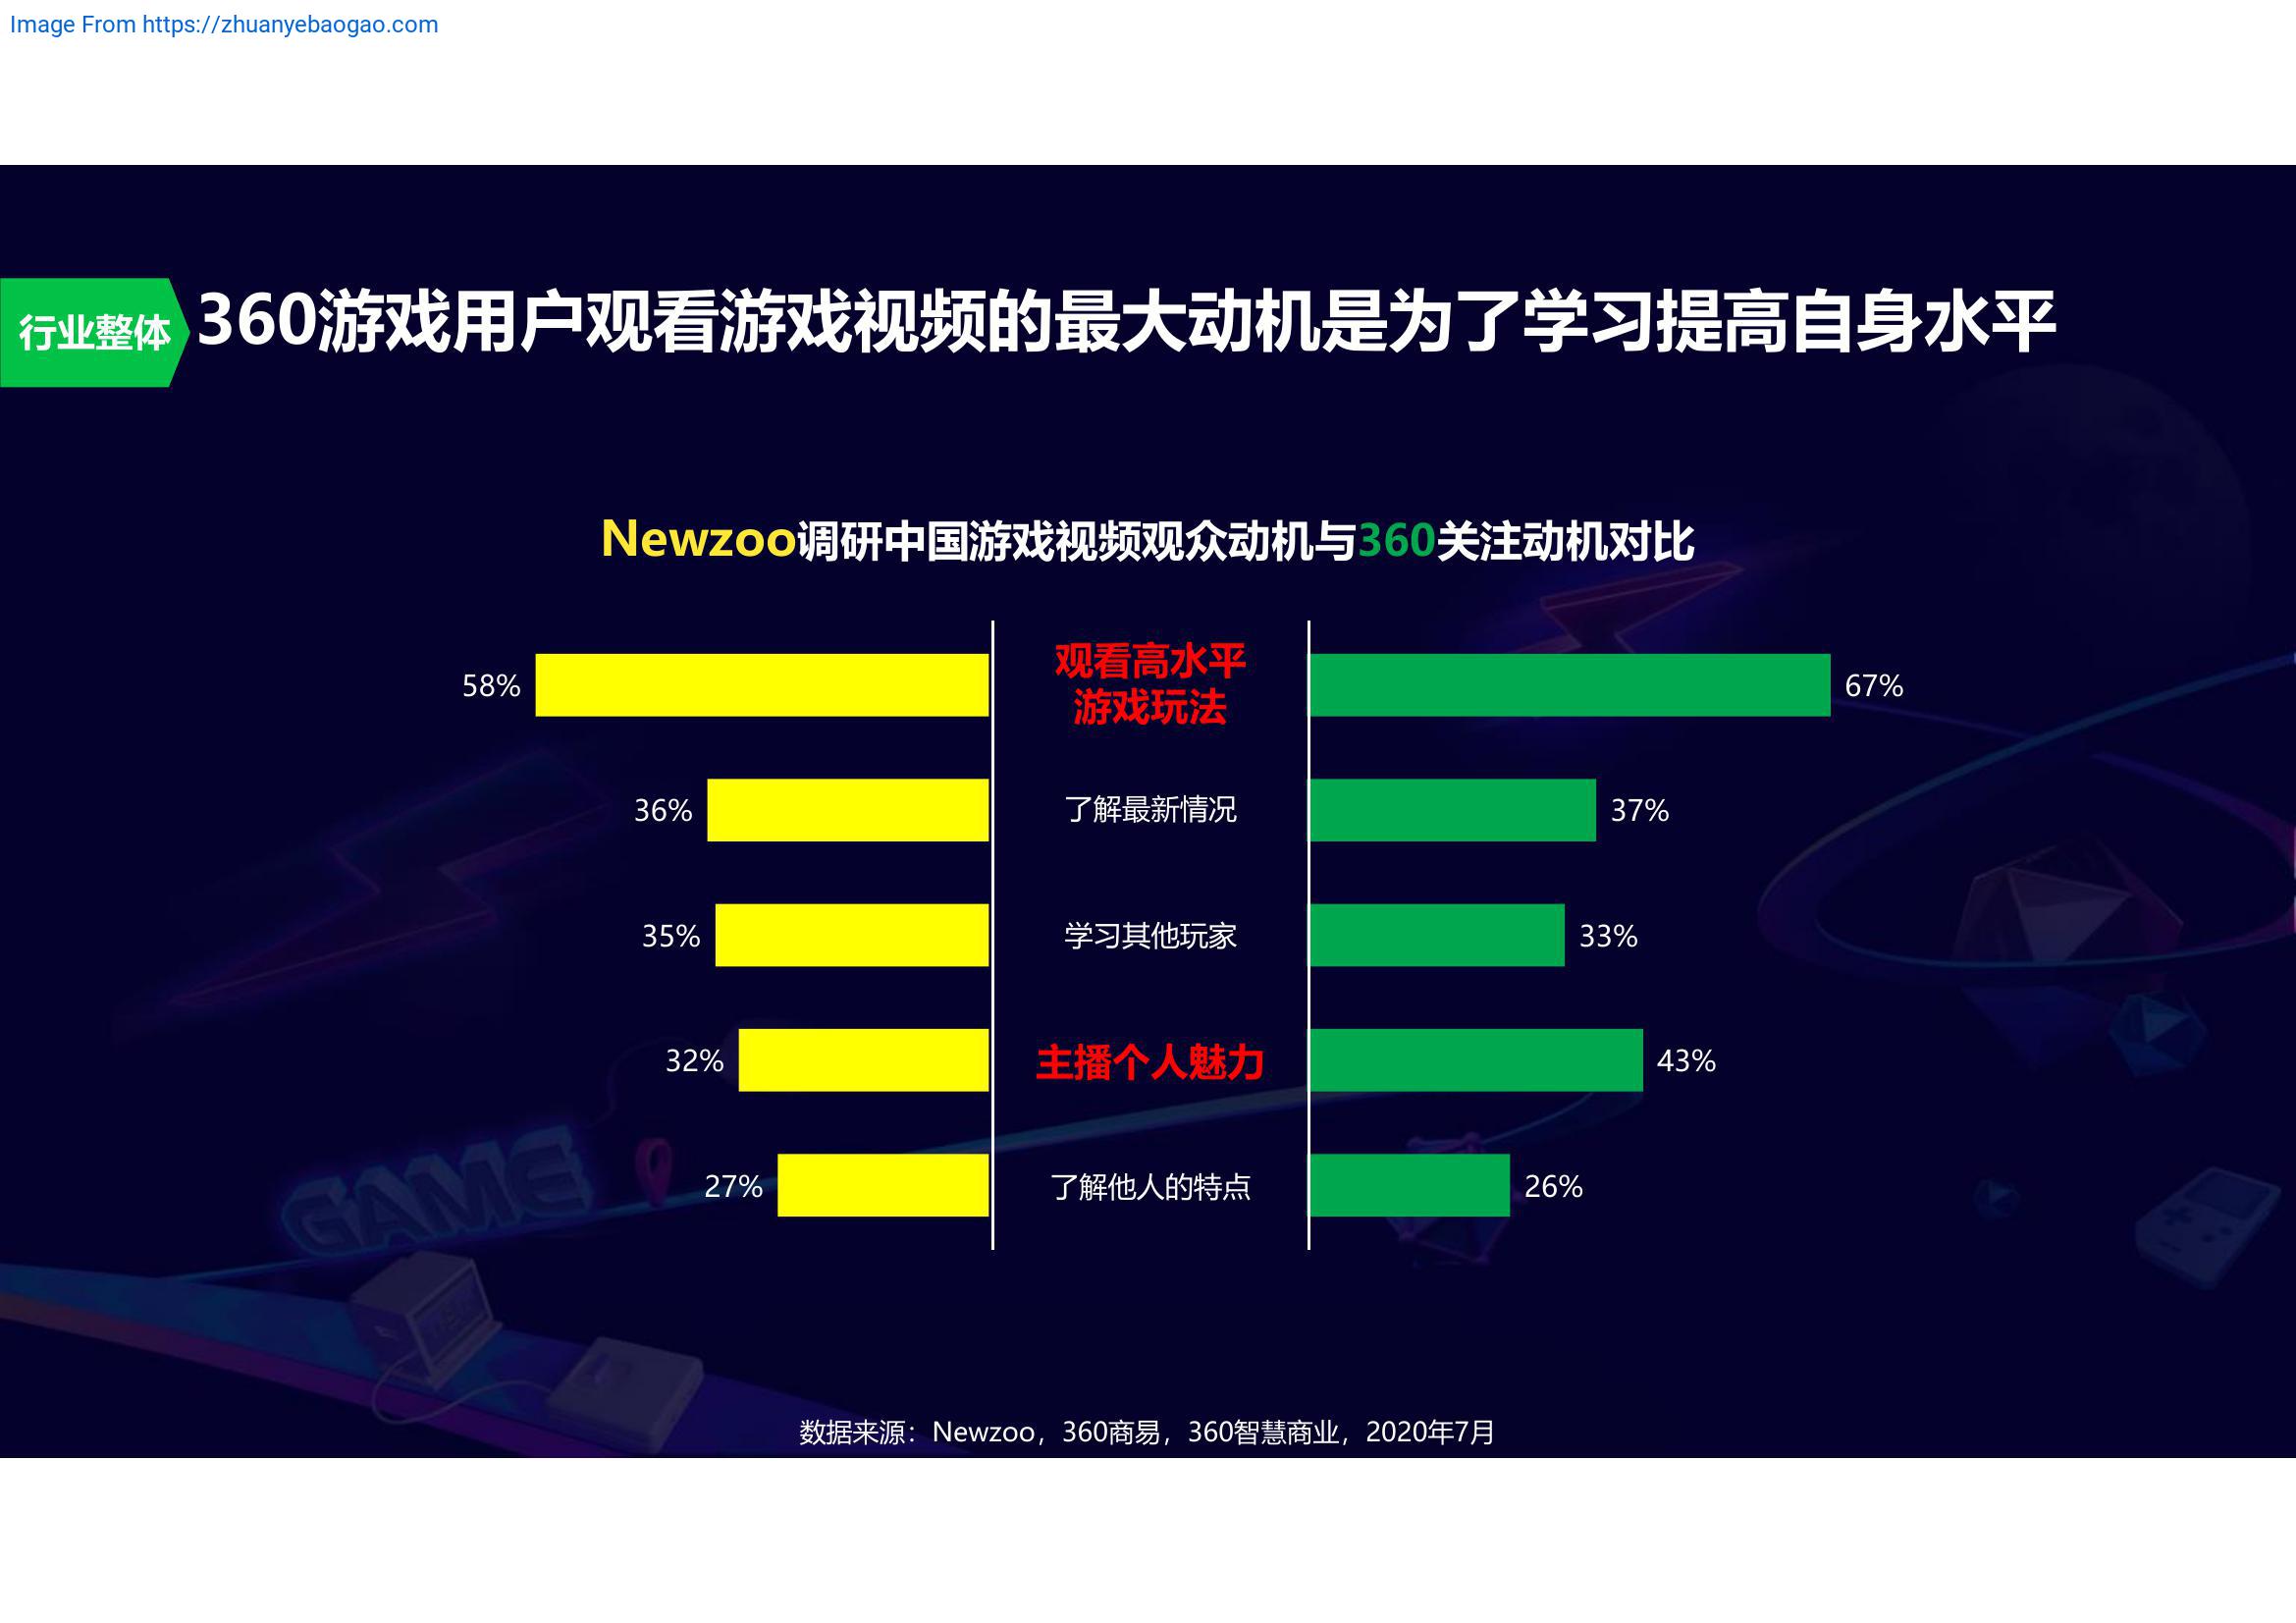 Image From https://zhuanyebaogao.com
行业整体
360游戏用户观看游戏视频的最大动机是为了学习提高自身水平
Newzoo调研中国游戏视频观众动机与360关注动机对比
58%
观看高水平
游戏玩法
67%
36%
了解最新情况
37%
35%
学习其他玩家
33%
32%
主播个人魅力
43%
27%
了解他人的特点
26%
GAME
数据来源：Newzoo，360商易，360智慧商业，2020年7月